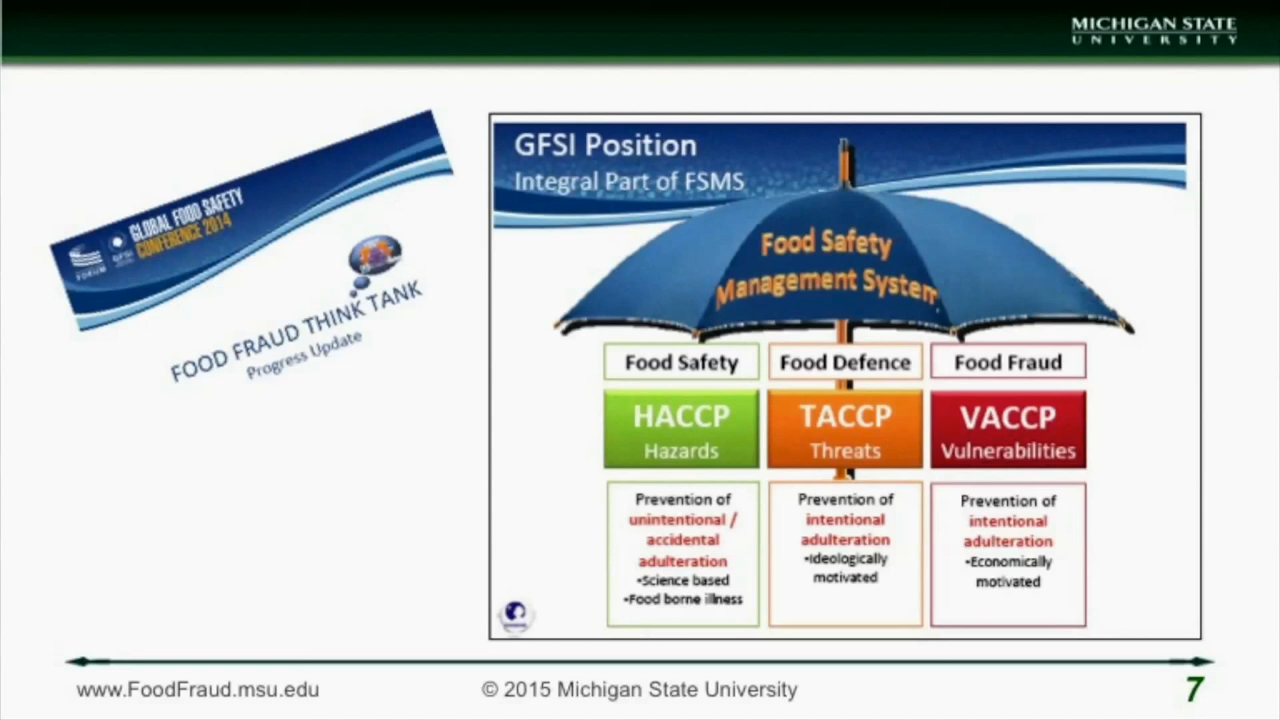 MICHIGAN STATE
UNIVERSITY
GLOBAL FOOD SAFETY
CONFERENCE 2014
FORUM
GFSI
FOOD FRAUD THINK TANK
Progress Update
GFSI Position
Integral Part of FSMS
Food Safety
Management System
Food Safety
Food Defence
Food Fraud
HACCP
Hazards
TACCP
Threats
VACCP
Vulnerabilities
Prevention of
unintentional /
accidental
adulteration
•Science based
•Food borne illness
Prevention of
intentional
adulteration
•Ideologically
motivated
Prevention of
intentional
adulteration
•Economically
motivated
www.FoodFraud.msu.edu
© 2015 Michigan State University
7